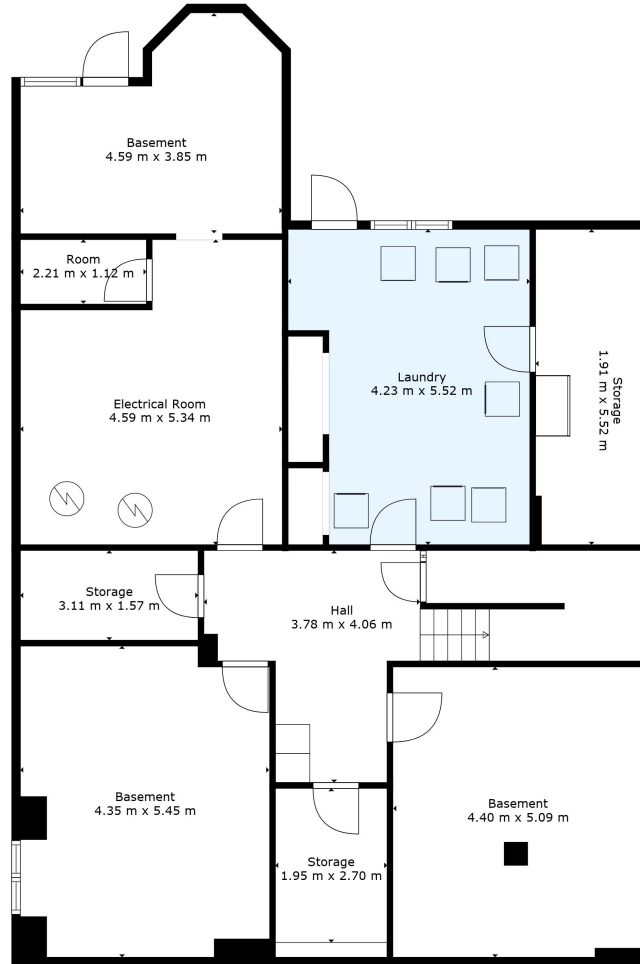 Basement
4.59 m x 3.85 m
Room
2.21 m x 1.12 m
Electrical Room
4.59 m x 5.34 m
Laundry
4.23 m x 5.52 m
Storage
1.91 m x 5.52 m
Storage
3.11 m x 1.57 m
Hall
3.78 m x 4.06 m
Basement
4.35 m x 5.45 m
Basement
4.40 m x 5.09 m
Storage
1.95 m x 2.70 m